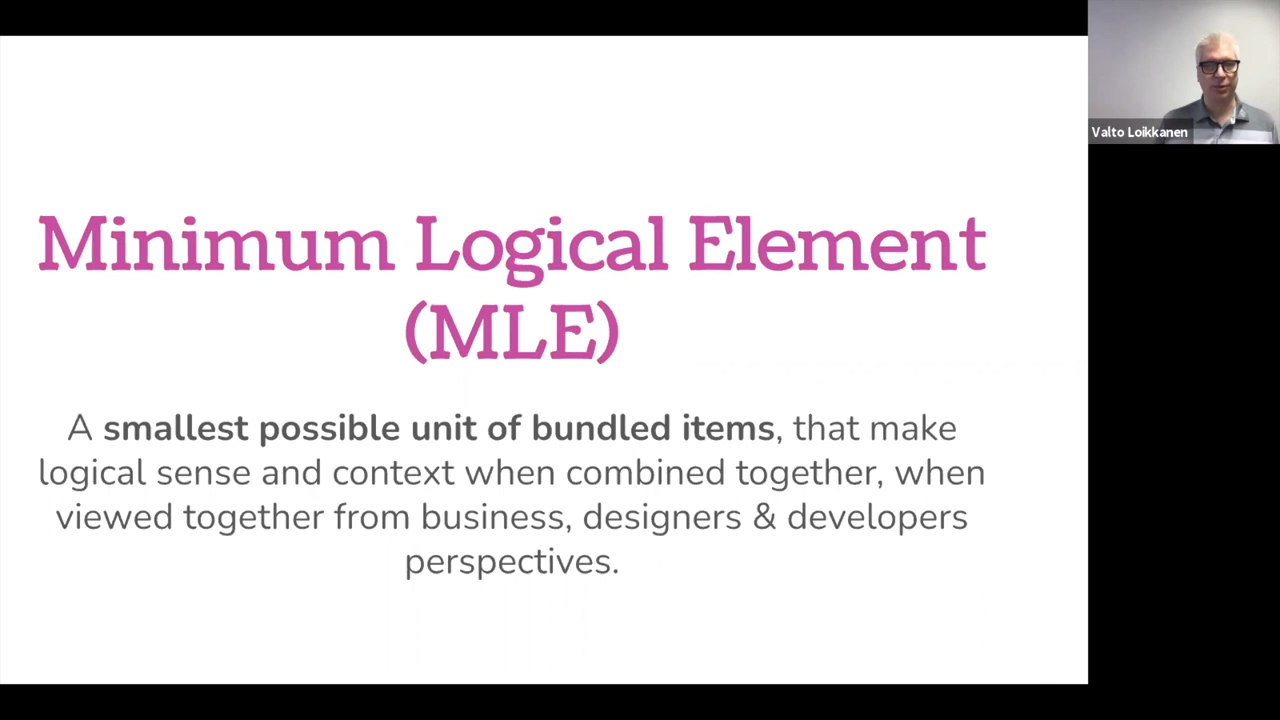 Minimum Logical Element
(MLE)
A smallest possible unit of bundled items, that make
logical sense and context when combined together, when
viewed together from business, designers & developers
perspectives.
Valto Loikkanen